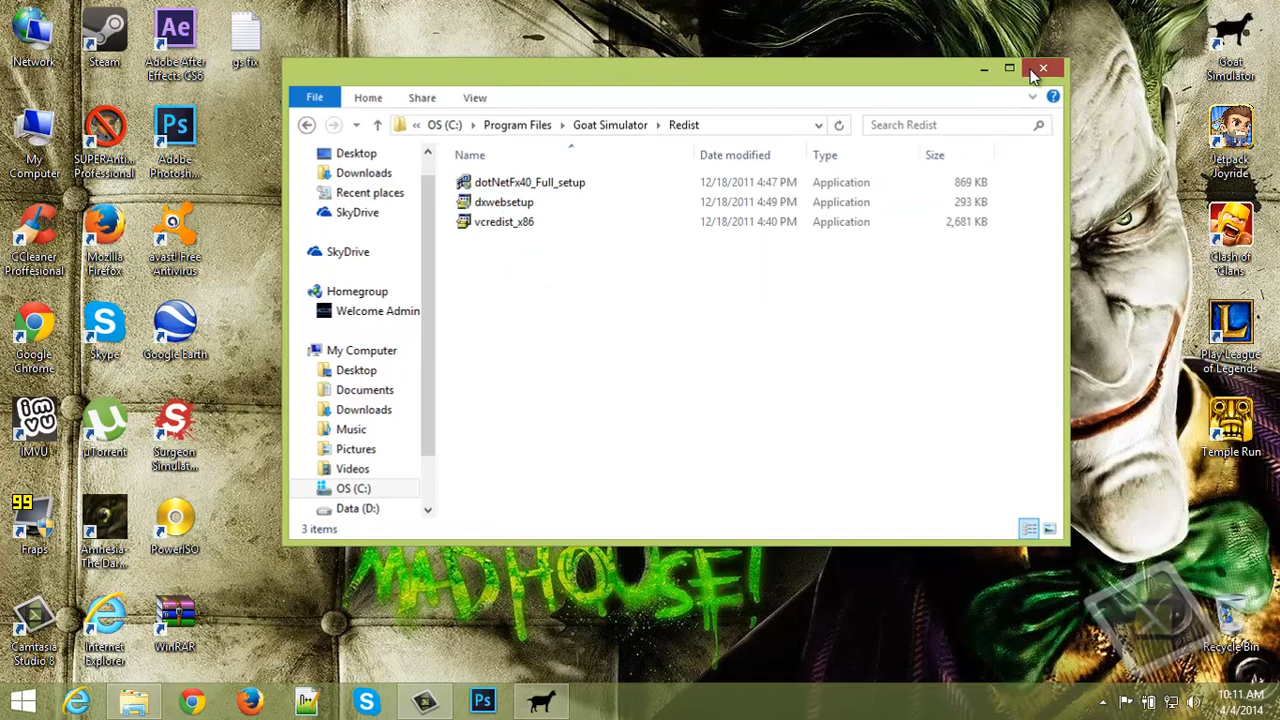 Network
Steam
Adobe After
Effects CS6
gs fix
My
Computer
SUPERAnti...
Professional
Adobe
Photosh...
CCleaner
Proffesional
Mozilla
Firefox
avast! Free
Antivirus
Google
Chrome
Skype
Google Earth
IMVU
µTorrent
Surgeon
Simulat...
99
Fraps
Amnesia-
The Dar...
PowerISO
Camtasia
Studio 8
Internet
Explorer
WinRAR
File Home Share View
« OS (C:) Program Files Goat Simulator Redist
Search Redist
Desktop
Downloads
Recent places
SkyDrive
SkyDrive
Homegroup
Welcome Admin
My Computer
Desktop
Documents
Downloads
Music
Pictures
Videos
OS (C:)
Data (D:)
Name Date modified Type Size
dotNetFx40_Full_setup 12/18/2011 4:47 PM Application 869 KB
dxwebsetup 12/18/2011 4:49 PM Application 293 KB
vcredist_x86 12/18/2011 4:40 PM Application 2,681 KB
3 items
MADHOUSE!
Goat
Simulator
Jetpack
Joyride
Clash of
Clans
Play League
of Legends
Temple Run
Recycle Bin
10:11 AM
4/4/2014